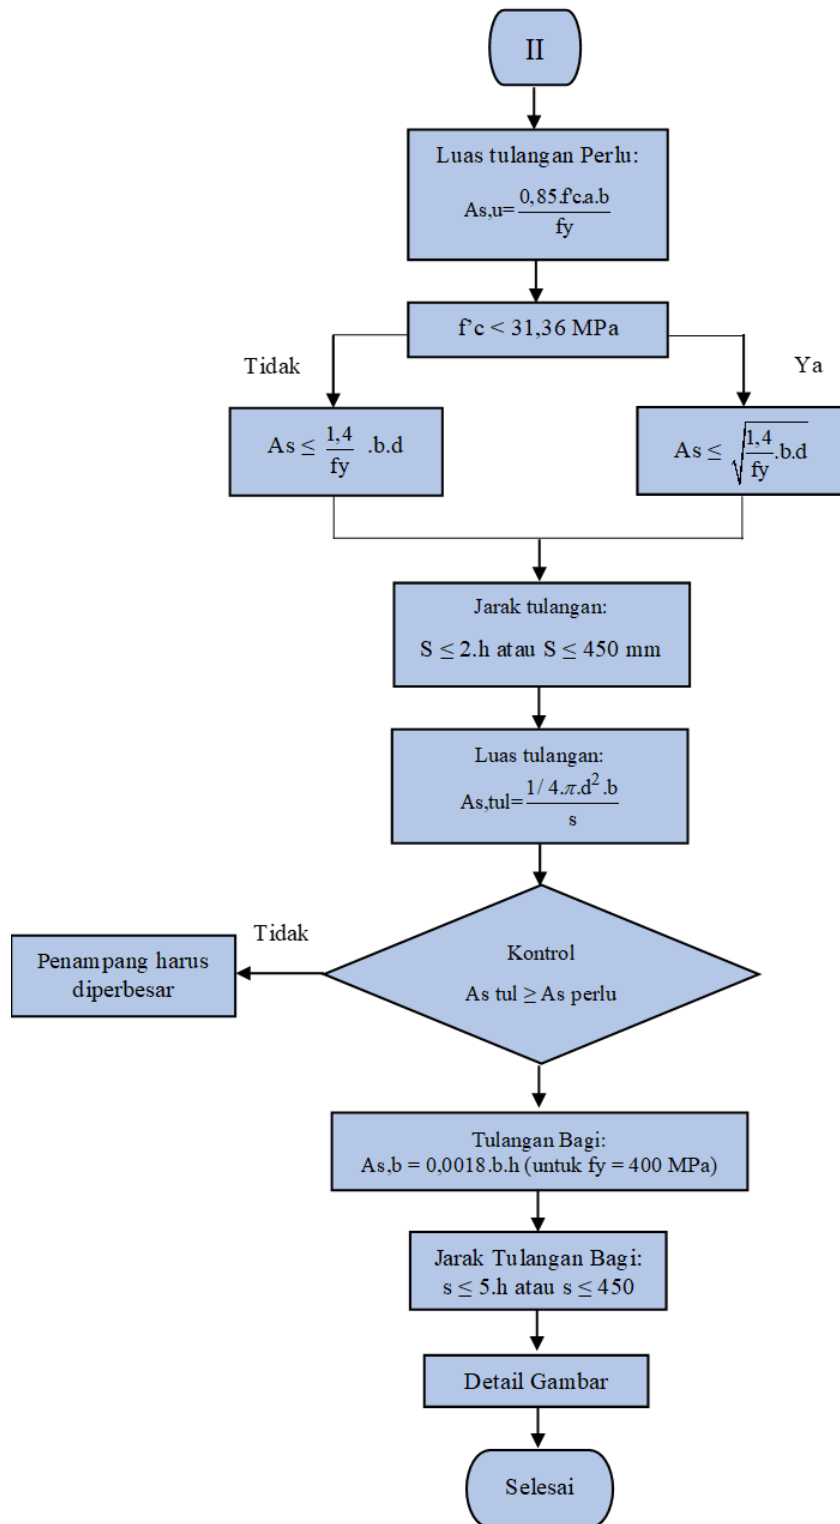 II
Luas tulangan Perlu:
As,u= 0,85.f'c.a.b / fy
f'c < 31,36 MPa
Tidak
Ya
As ≤ 1,4/fy .b.d
As ≤ √(1,4/fy.b.d)
Jarak tulangan:
S ≤ 2.h atau S ≤ 450 mm
Luas tulangan:
As,tul= 1/4.π.d².b / s
Kontrol
As tul ≥ As perlu
Tidak
Penampang harus
diperbesar
Tulangan Bagi:
As,b = 0,0018.b.h (untuk fy = 400 MPa)
Jarak Tulangan Bagi:
s ≤ 5.h atau s ≤ 450
Detail Gambar
Selesai